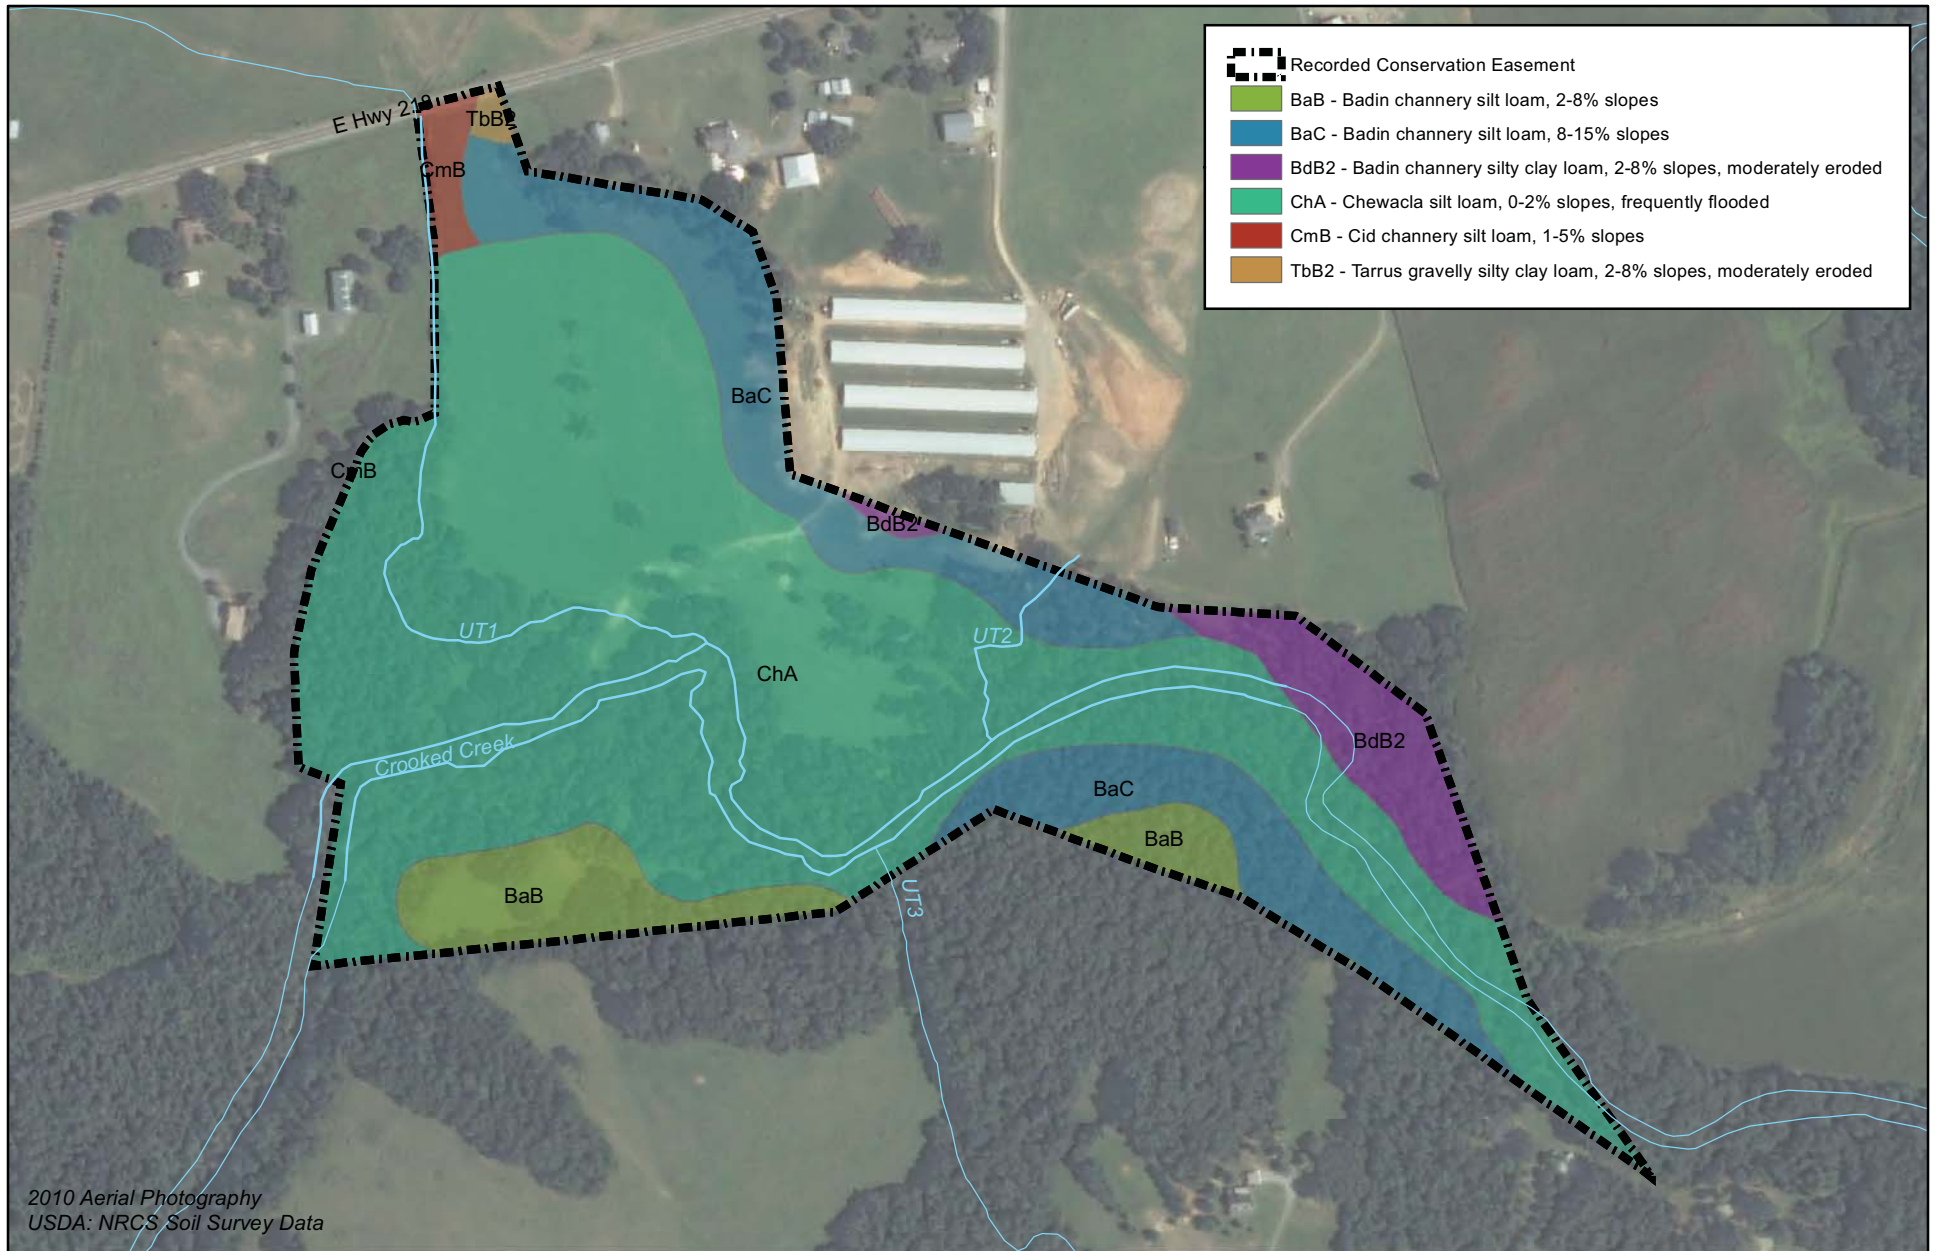 Recorded Conservation Easement
BaB - Badin channery silt loam, 2-8% slopes
BaC - Badin channery silt loam, 8-15% slopes
BdB2 - Badin channery silty clay loam, 2-8% slopes, moderately eroded
ChA - Chewacla silt loam, 0-2% slopes, frequently flooded
CmB - Cid channery silt loam, 1-5% slopes
TbB2 - Tarrus gravelly silty clay loam, 2-8% slopes, moderately eroded
E Hwy 218
TbB2
CmB
BaC
CmB
BdB2
UT1
UT2
ChA
Crooked Creek
BdB2
BaC
BaB
BaB
UT3
2010 Aerial Photography
USDA: NRCS Soil Survey Data